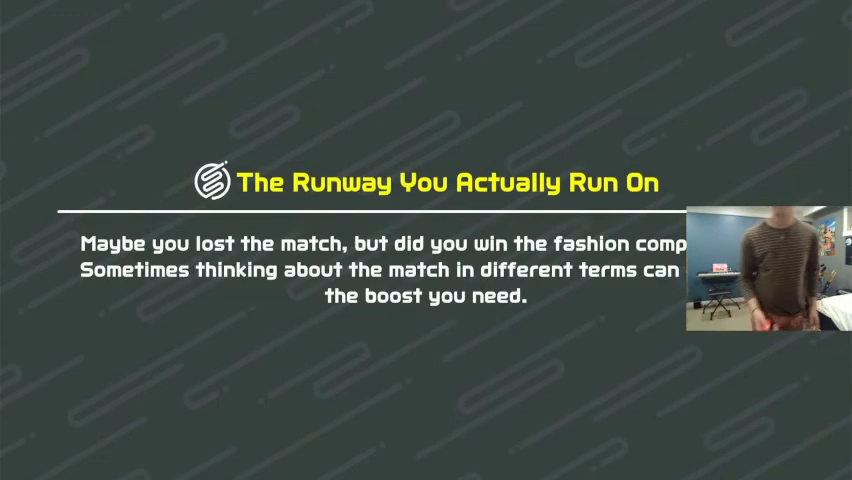 The Runway You Actually Run On
Maybe you lost the match, but did you win the fashion comp
Sometimes thinking about the match in different terms can
the boost you need.